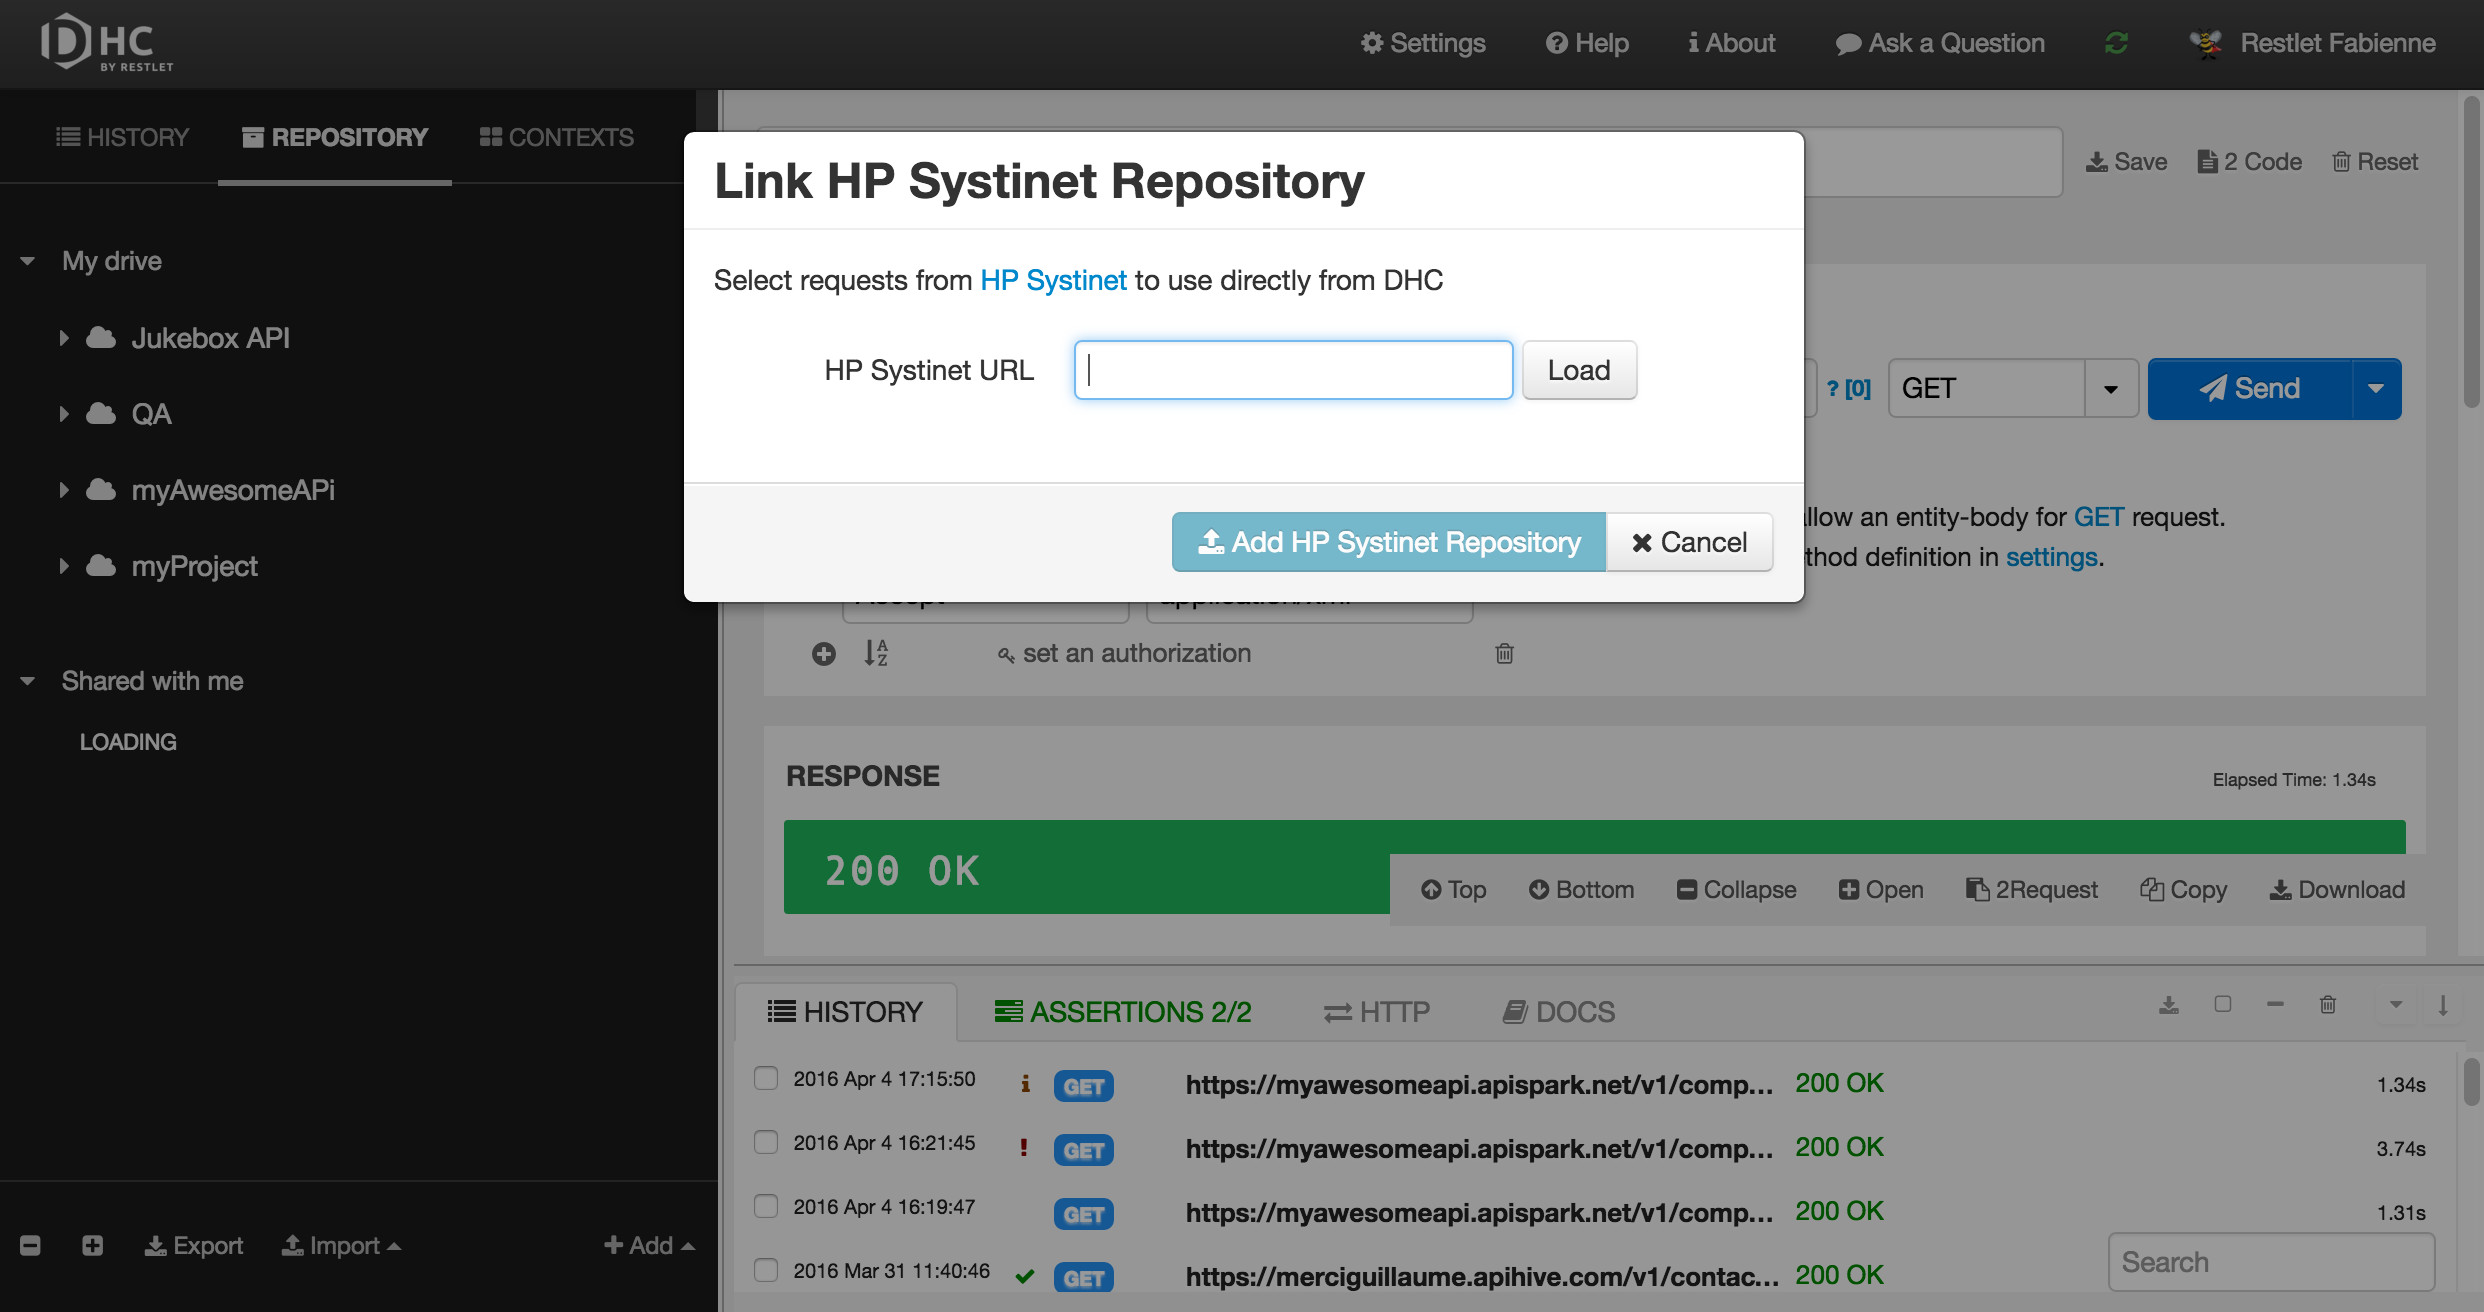 DHC
BY RESTLET
Settings
Help
About
Ask a Question
Restlet Fabienne
HISTORY
REPOSITORY
CONTEXTS
My drive
Jukebox API
QA
myAwesomeAPi
myProject
Shared with me
LOADING
Export
Import
Add
Save
2 Code
Reset
Link HP Systinet Repository
Select requests from HP Systinet to use directly from DHC
HP Systinet URL
Load
Add HP Systinet Repository
Cancel
? [0]
GET
Send
llow an entity-body for GET request.
thod definition in settings.
set an authorization
RESPONSE
Elapsed Time: 1.34s
200 OK
Top
Bottom
Collapse
Open
2Request
Copy
Download
HISTORY
ASSERTIONS 2/2
HTTP
DOCS
2016 Apr 4 17:15:50 GET https://myawesomeapi.apispark.net/v1/comp... 200 OK 1.34s
2016 Apr 4 16:21:45 GET https://myawesomeapi.apispark.net/v1/comp... 200 OK 3.74s
2016 Apr 4 16:19:47 GET https://myawesomeapi.apispark.net/v1/comp... 200 OK 1.31s
2016 Mar 31 11:40:46 GET https://merciguillaume.apihive.com/v1/contac... 200 OK
Search